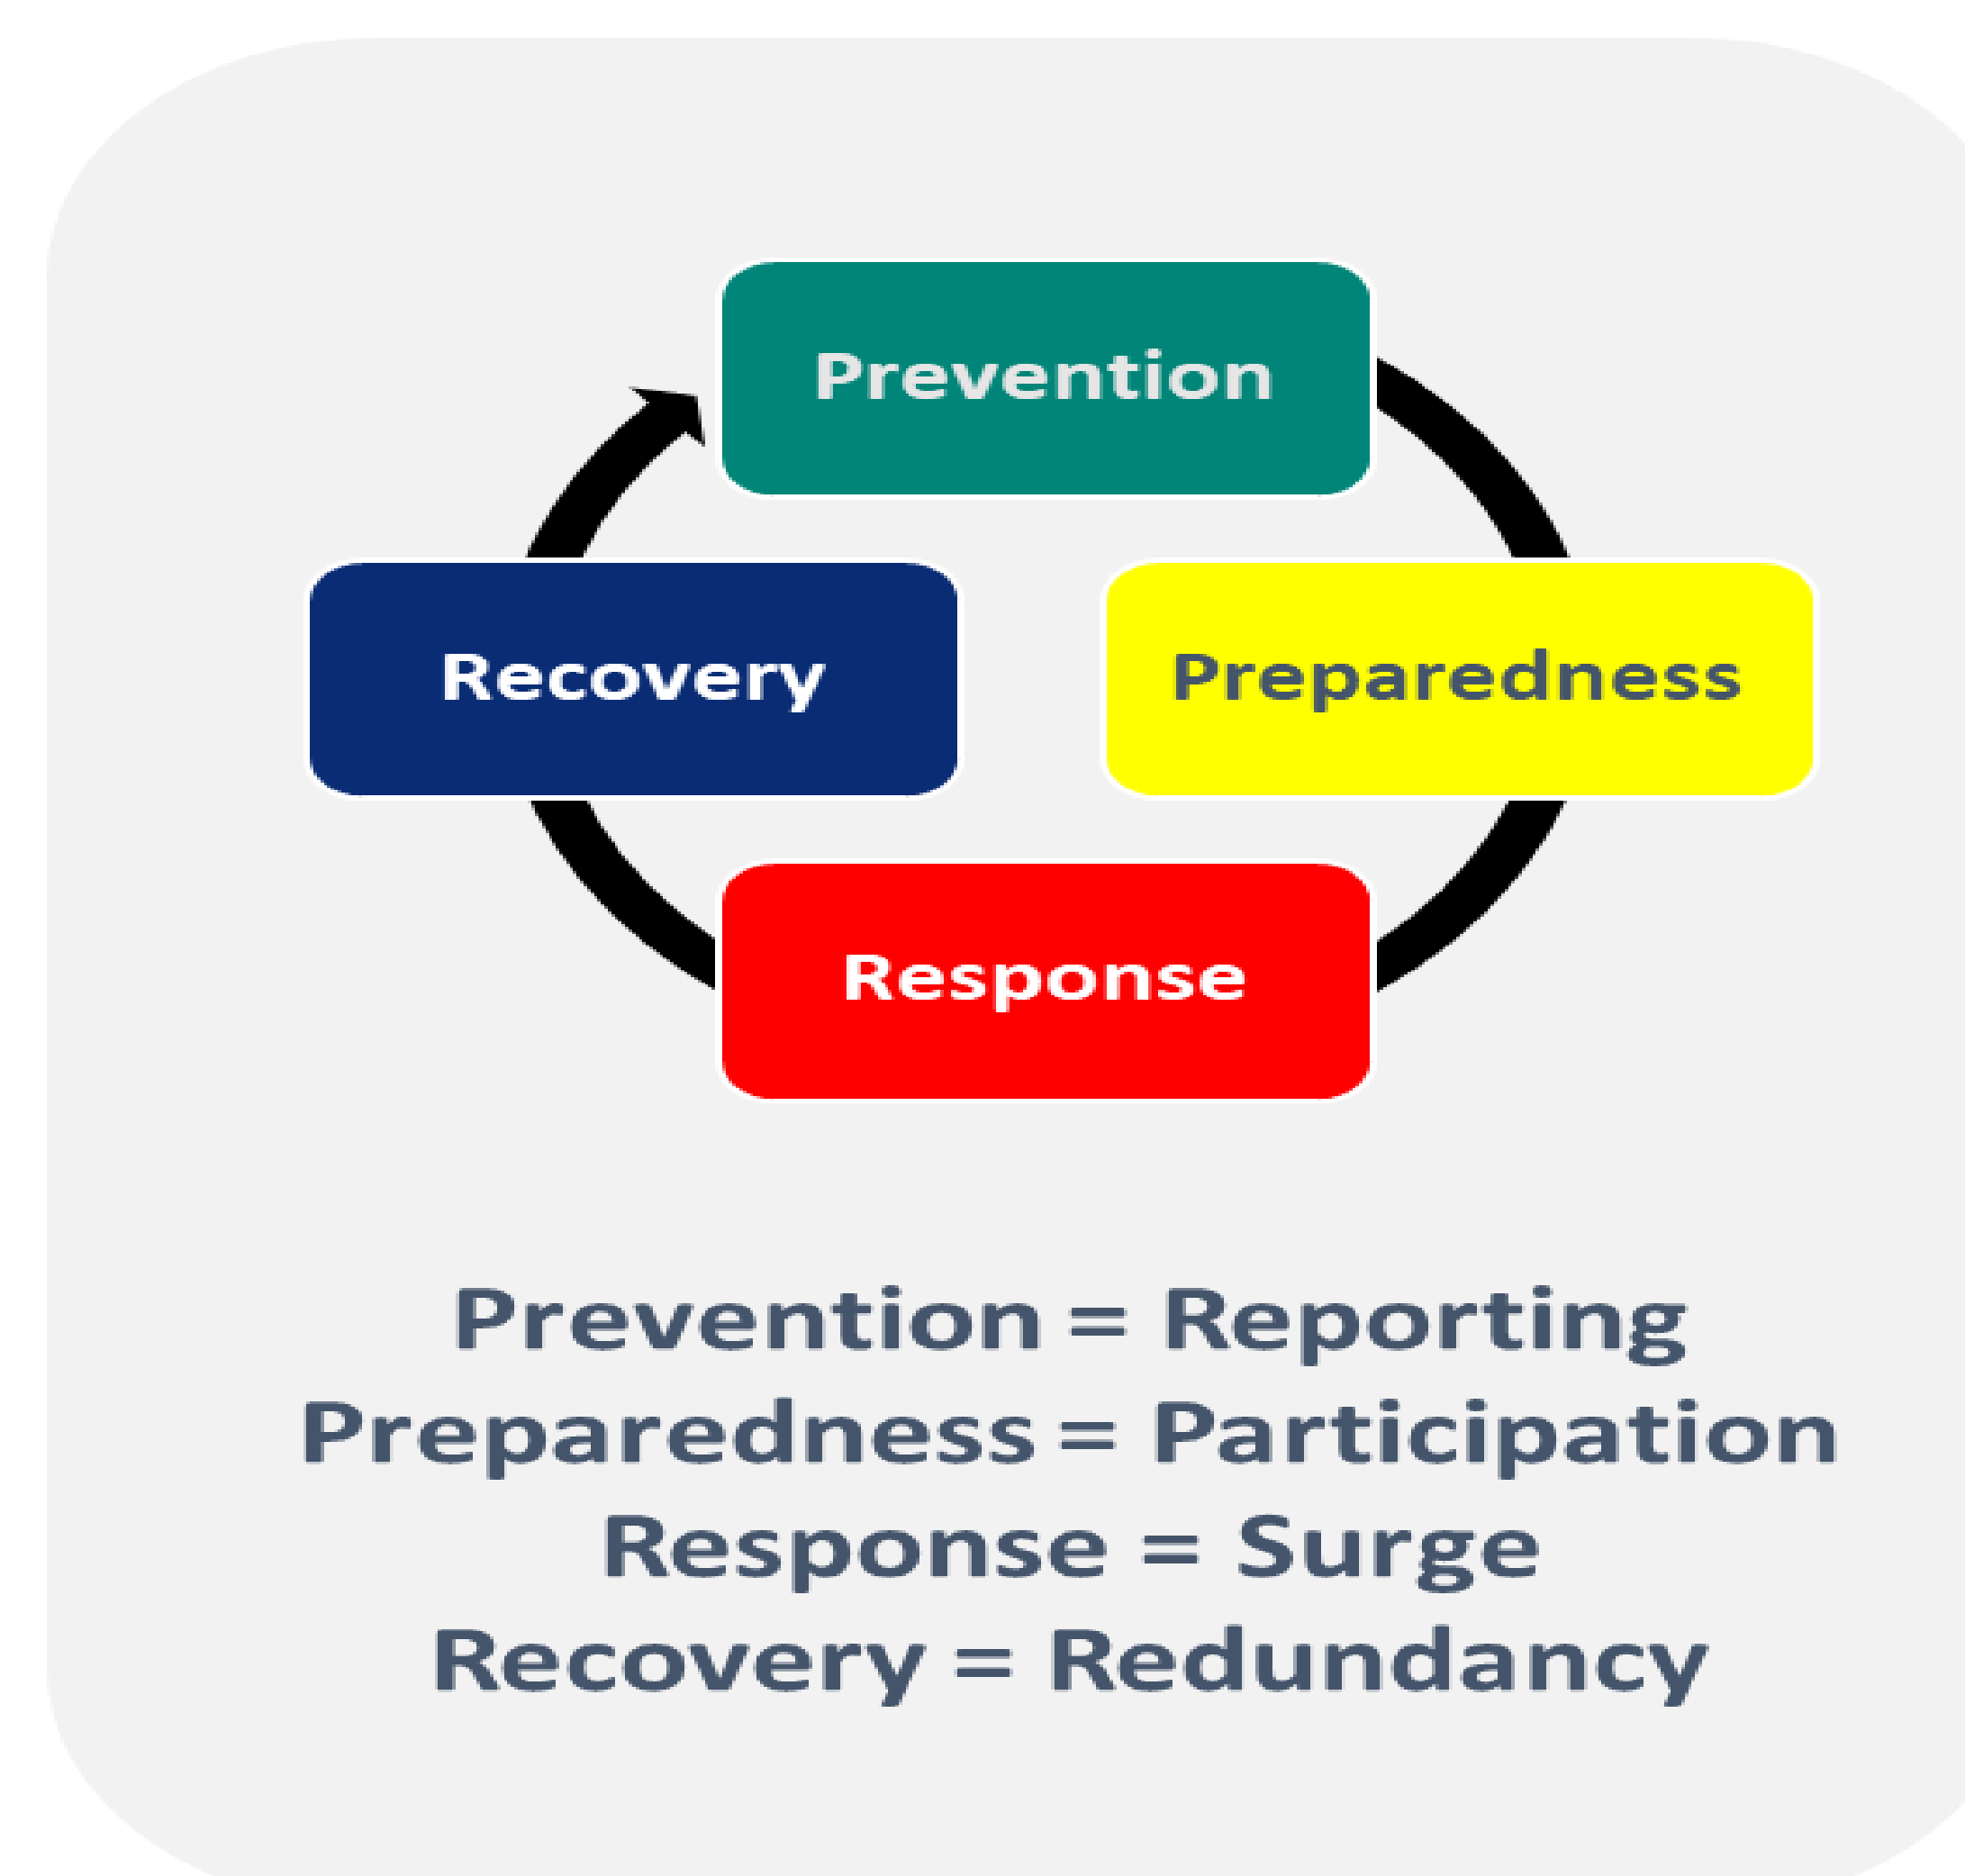 Prevention
Recovery
Preparedness
Response
Prevention = Reporting
Preparedness = Participation
Response = Surge
Recovery = Redundancy